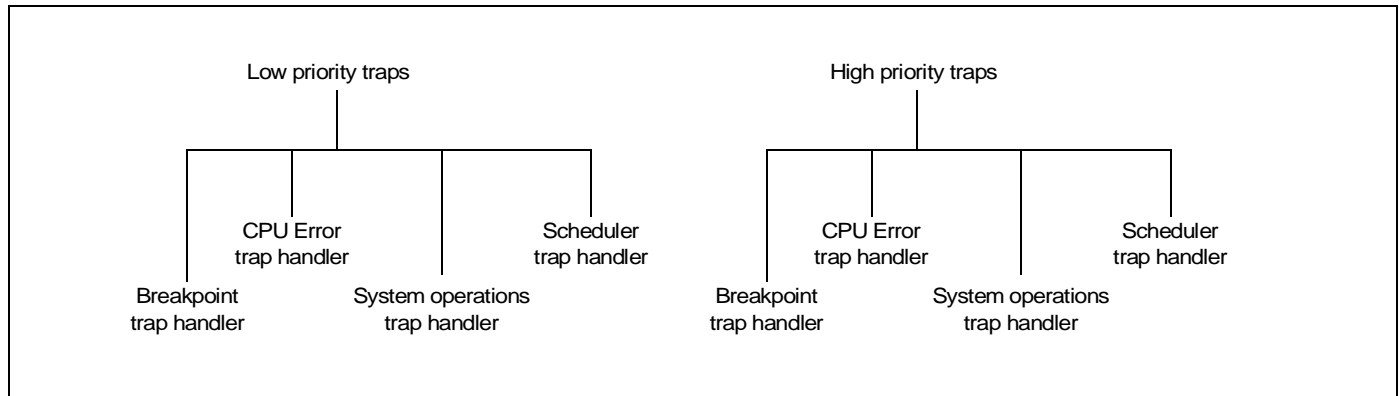 Low priority traps
High priority traps
CPU Error
trap handler
Scheduler
trap handler
CPU Error
trap handler
Scheduler
trap handler
Breakpoint
trap handler
System operations
trap handler
Breakpoint
trap handler
System operations
trap handler